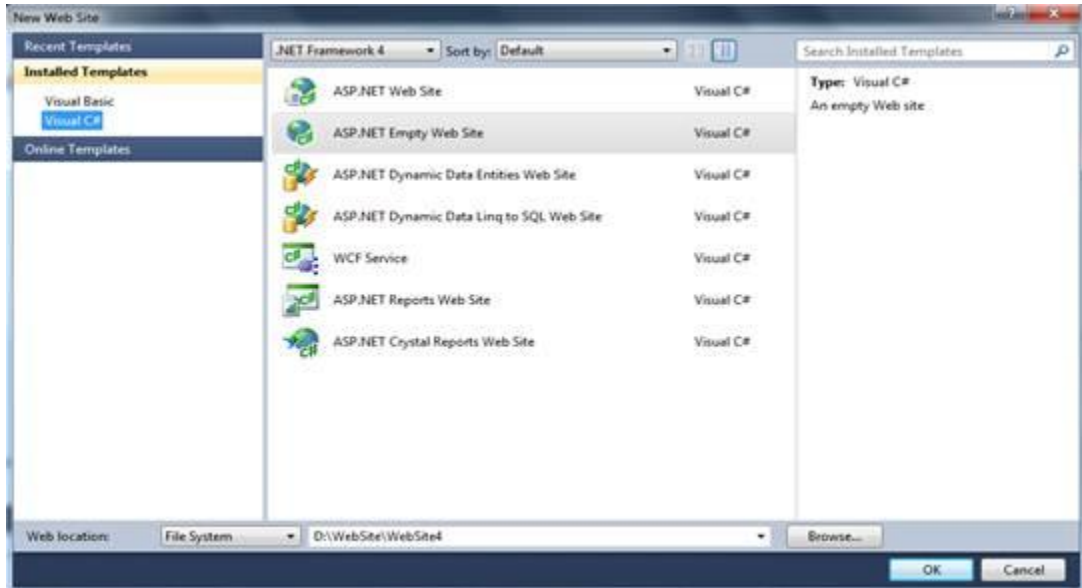 New Web Site
Recent Templates
.NET Framework 4 Sort by: Default
Search Installed Templates
Installed Templates
Visual Basic
Visual C#
Online Templates
ASP.NET Web Site Visual C#
ASP.NET Empty Web Site Visual C#
ASP.NET Dynamic Data Entities Web Site Visual C#
ASP.NET Dynamic Data Linq to SQL Web Site Visual C#
WCF Service Visual C#
ASP.NET Reports Web Site Visual C#
ASP.NET Crystal Reports Web Site Visual C#
Type: Visual C#
An empty Web site
Web location: File System D:\WebSite\WebSite4 Browse...
OK Cancel